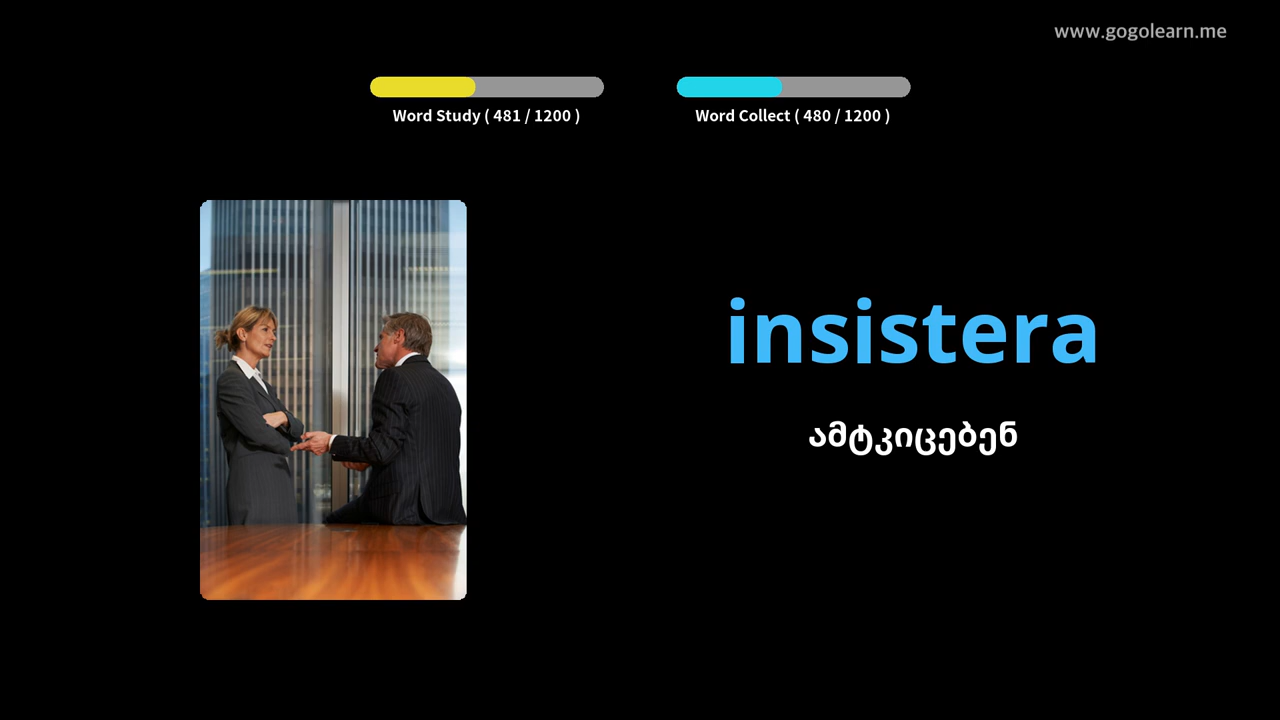 www.gogolearn.me
Word Study ( 481 / 1200 )
Word Collect ( 480 / 1200 )
insistera
ამტკიცებენ